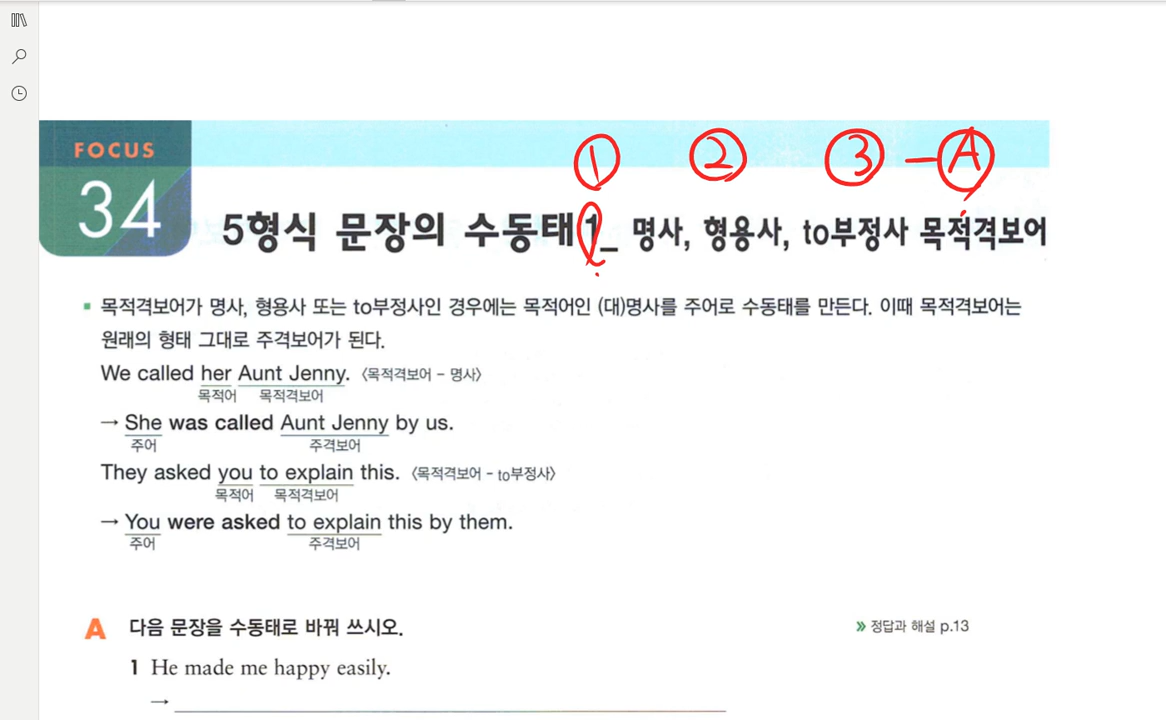 ① ② ③ - Ⓐ
FOCUS
34
5형식 문장의 수동태1_ 명사, 형용사, to부정사 목적격보어
목적격보어가 명사, 형용사 또는 to부정사인 경우에는 목적어인 (대)명사를 주어로 수동태를 만든다. 이때 목적격보어는
원래의 형태 그대로 주격보어가 된다.
We called her Aunt Jenny. 〈목적격보어 - 명사〉
목적어 목적격보어
→ She was called Aunt Jenny by us.
주어 주격보어
They asked you to explain this. 〈목적격보어 - to부정사〉
목적어 목적격보어
→ You were asked to explain this by them.
주어 주격보어
A 다음 문장을 수동태로 바꿔 쓰시오. » 정답과 해설 p.13
1 He made me happy easily.
→